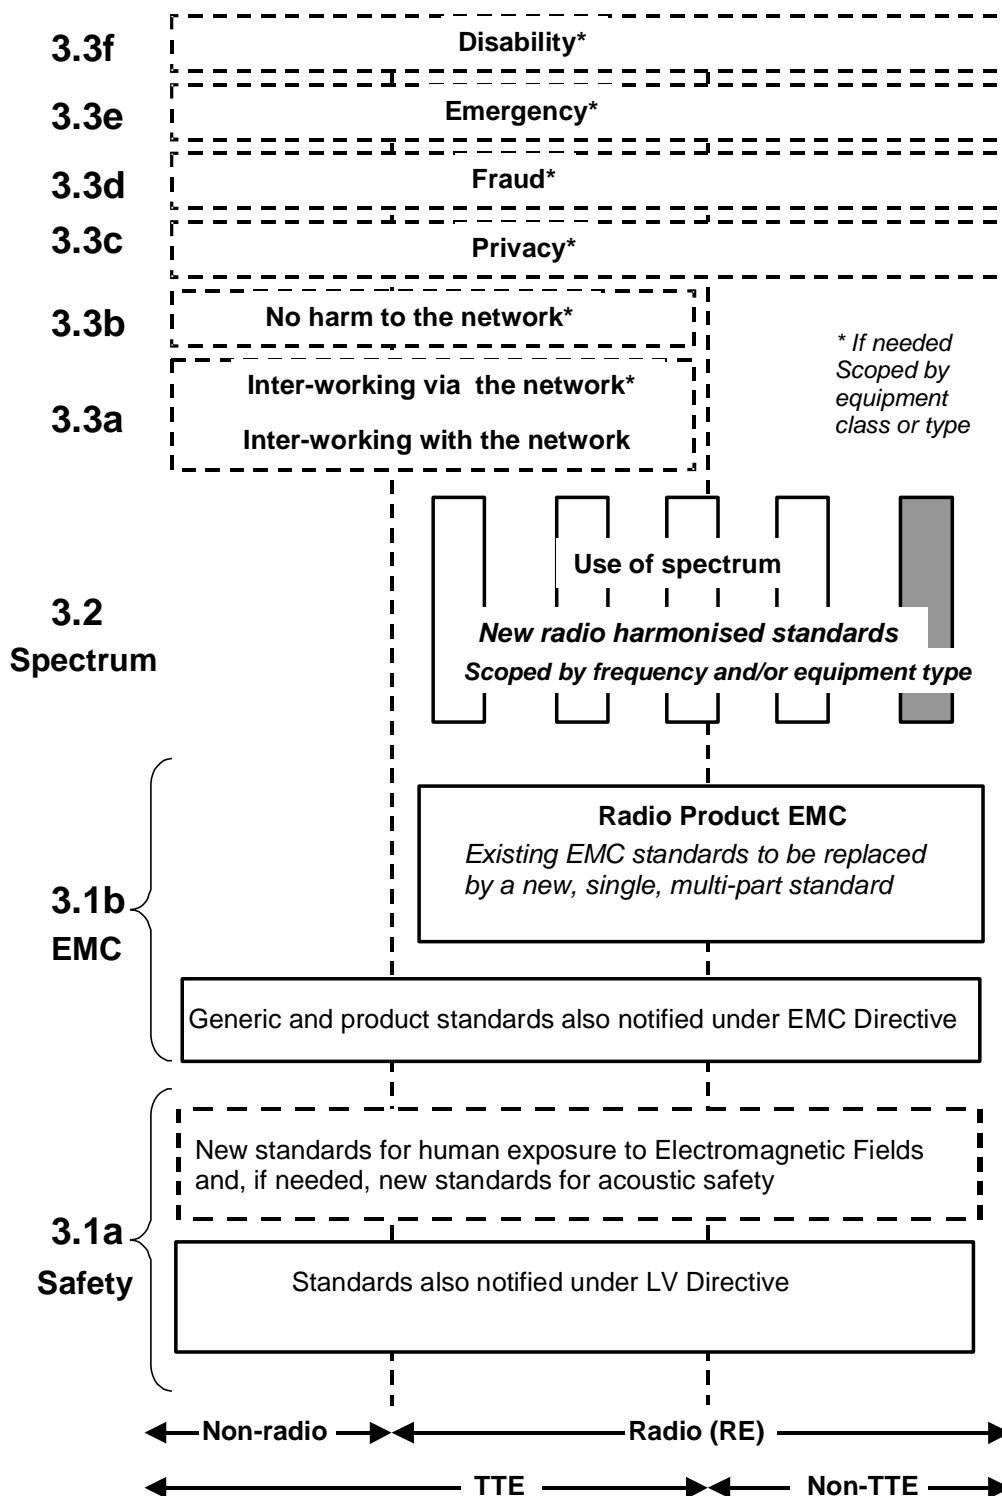 3.3f
Disability*
3.3e
Emergency*
3.3d
Fraud*
3.3c
Privacy*
3.3b
No harm to the network*
3.3a
Inter-working via the network*
Inter-working with the network
* If needed
Scoped by
equipment
class or type
3.2
Spectrum
Use of spectrum
New radio harmonised standards
Scoped by frequency and/or equipment type
3.1b
EMC
Radio Product EMC
Existing EMC standards to be replaced
by a new, single, multi-part standard
Generic and product standards also notified under EMC Directive
3.1a
Safety
New standards for human exposure to Electromagnetic Fields
and, if needed, new standards for acoustic safety
Standards also notified under LV Directive
Non-radio
Radio (RE)
TTE
Non-TTE